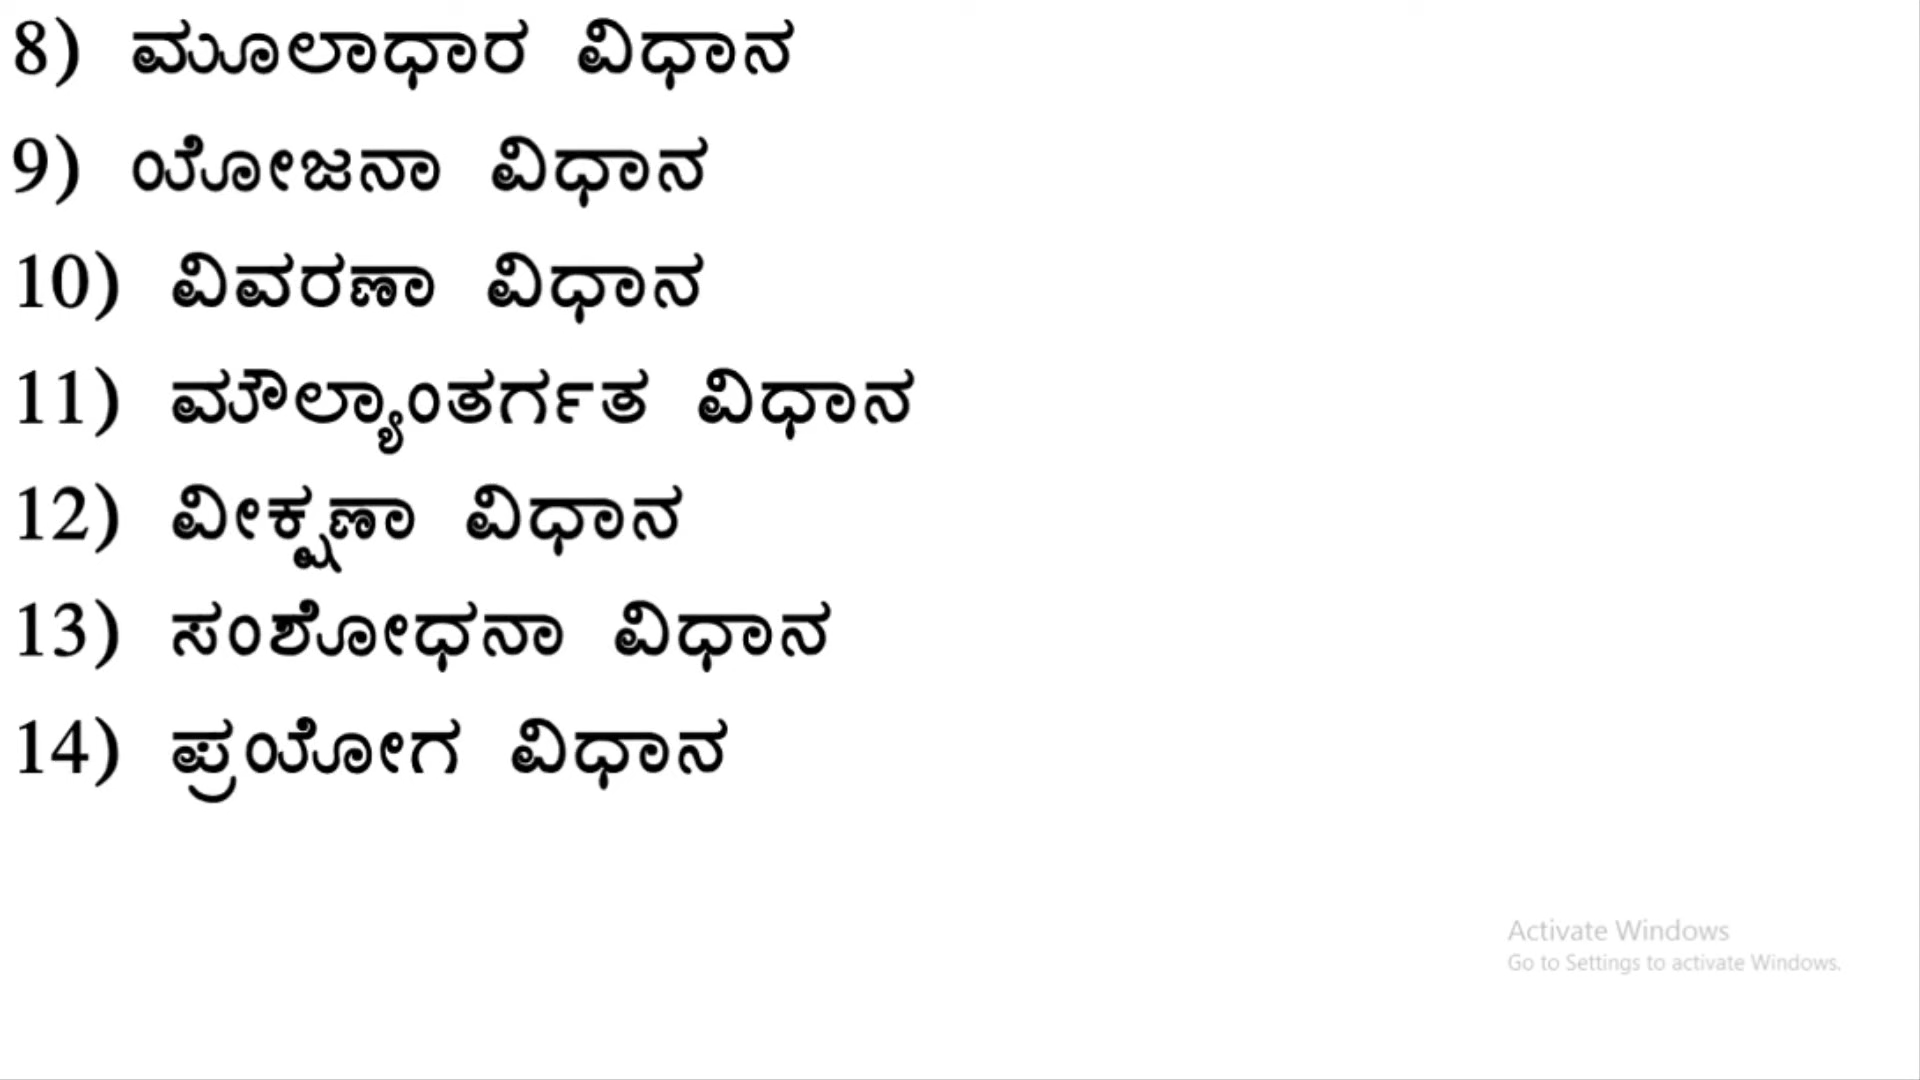 8) ಮೂಲಾಧಾರ ವಿಧಾನ
9) ಯೋಜನಾ ವಿಧಾನ
10) ವಿವರಣಾ ವಿಧಾನ
11) ಮೌಲ್ಯಾಂತರ್ಗತ ವಿಧಾನ
12) ವೀಕ್ಷಣಾ ವಿಧಾನ
13) ಸಂಶೋಧನಾ ವಿಧಾನ
14) ಪ್ರಯೋಗ ವಿಧಾನ
Activate Windows
Go to Settings to activate Windows.